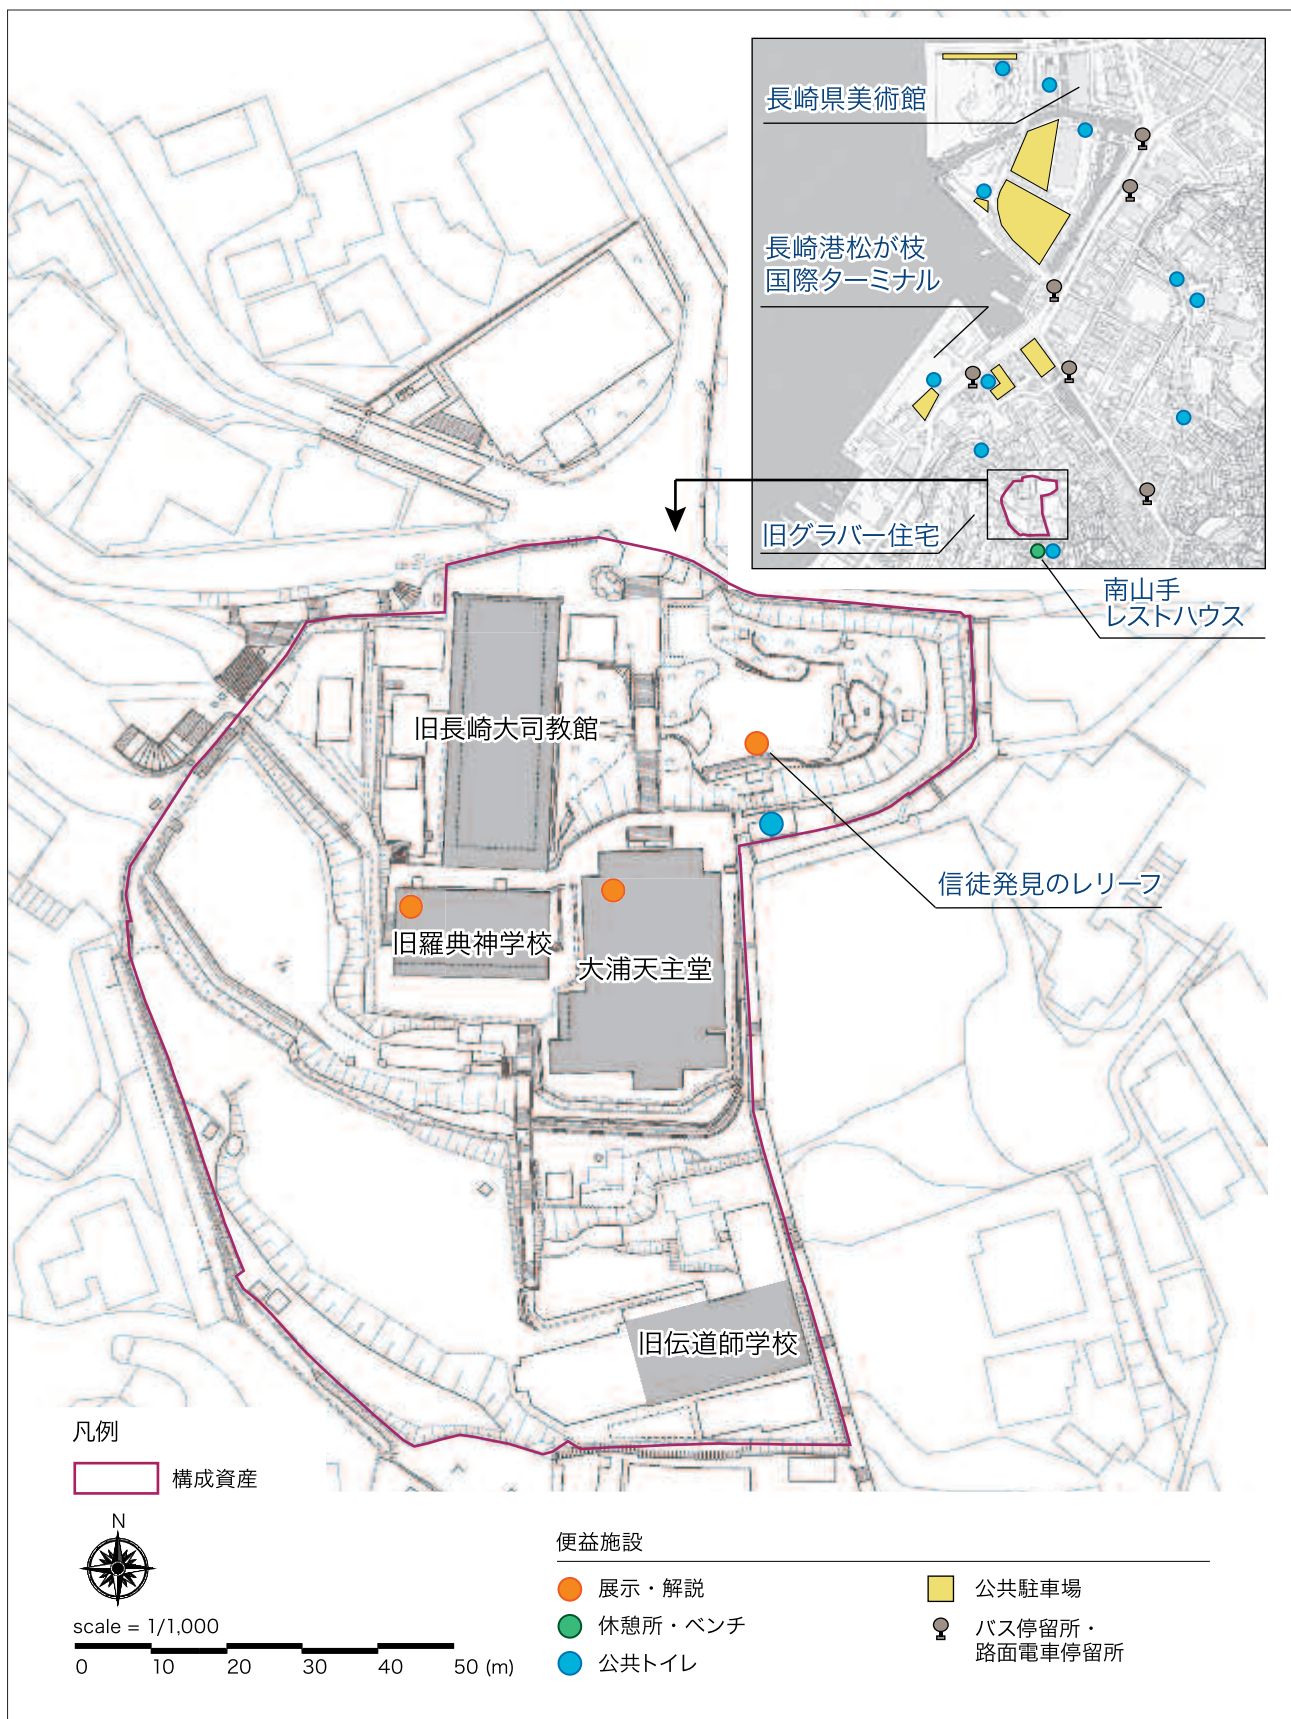 長崎県美術館
長崎港松が枝
国際ターミナル
旧グラバー住宅
南山手
レストハウス
旧長崎大司教館
信徒発見のレリーフ
旧羅典神学校
大浦天主堂
旧伝道師学校
凡例
構成資産
N
scale = 1/1,000
0 10 20 30 40 50 (m)
便益施設
展示・解説
休憩所・ベンチ
公共トイレ
公共駐車場
バス停留所・
路面電車停留所